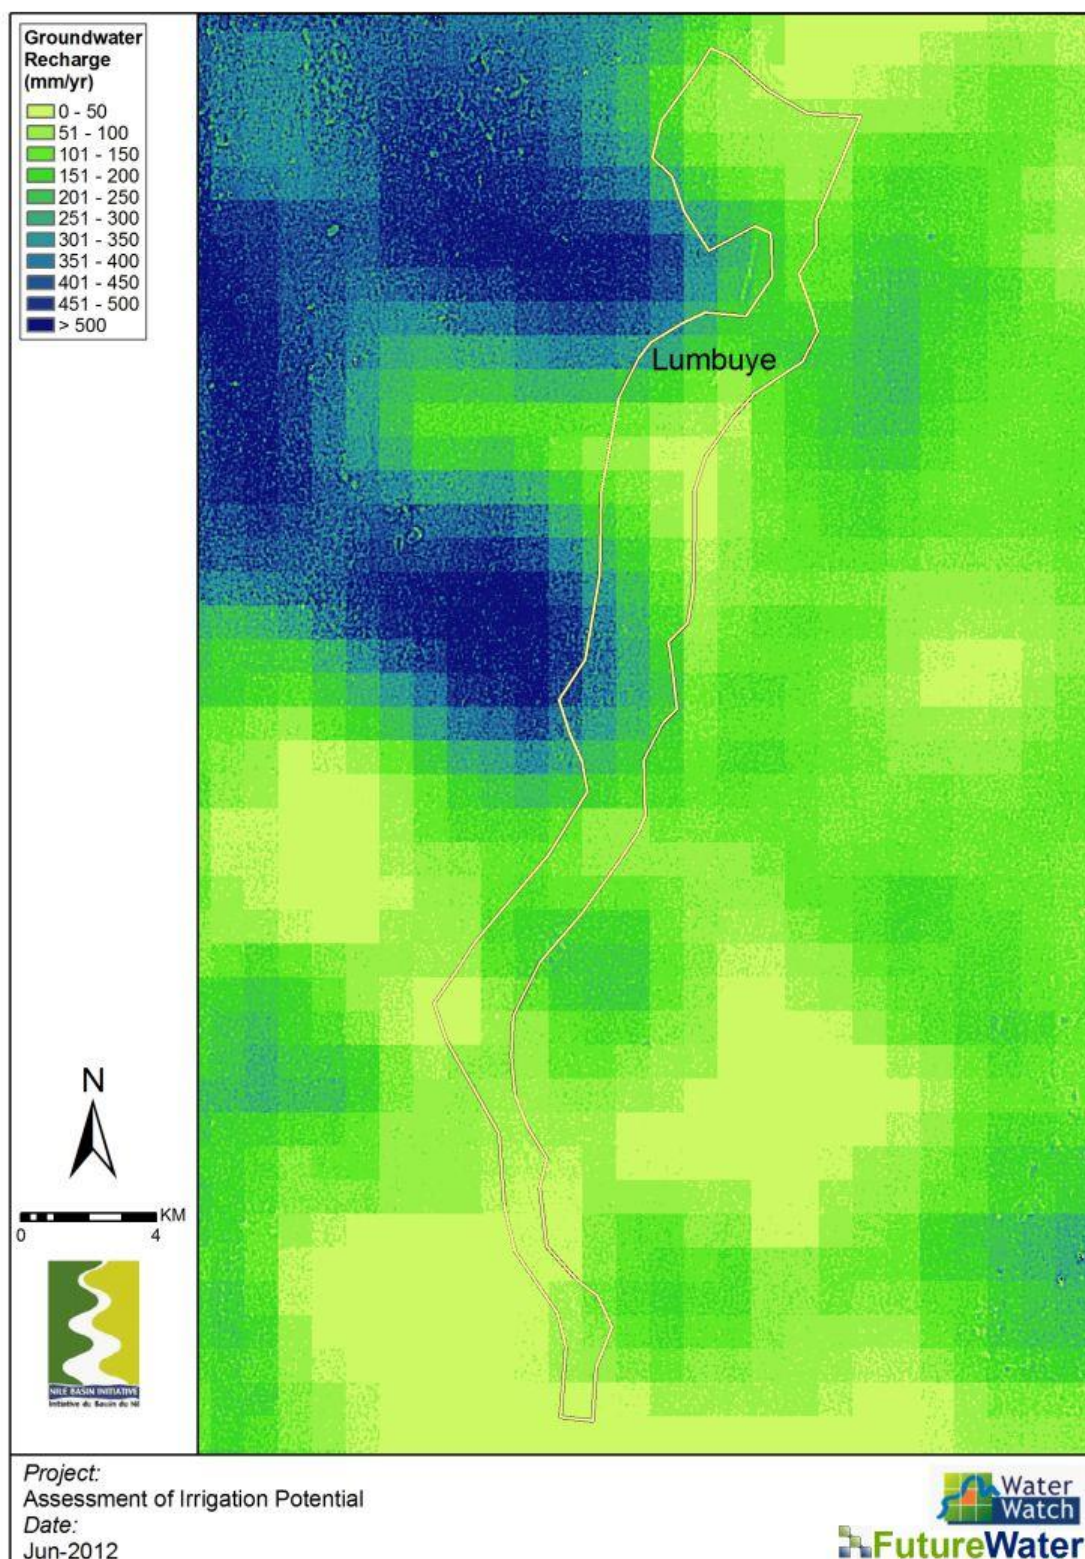 Groundwater
Recharge
(mm/yr)
0 - 50
51 - 100
101 - 150
151 - 200
201 - 250
251 - 300
301 - 350
351 - 400
401 - 450
451 - 500
> 500
Lumbuye
N
KM
0 4
NILE BASIN INITIATIVE
Initiative du Bassin du Nil
Project:
Assessment of Irrigation Potential
Date:
Jun-2012
Water
Watch
FutureWater